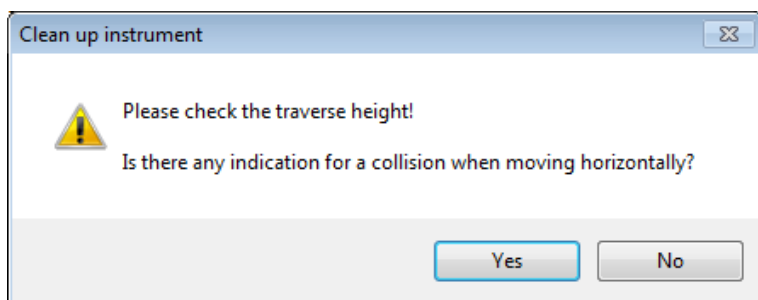 Clean up instrument
Please check the traverse height!
Is there any indication for a collision when moving horizontally?
Yes
No